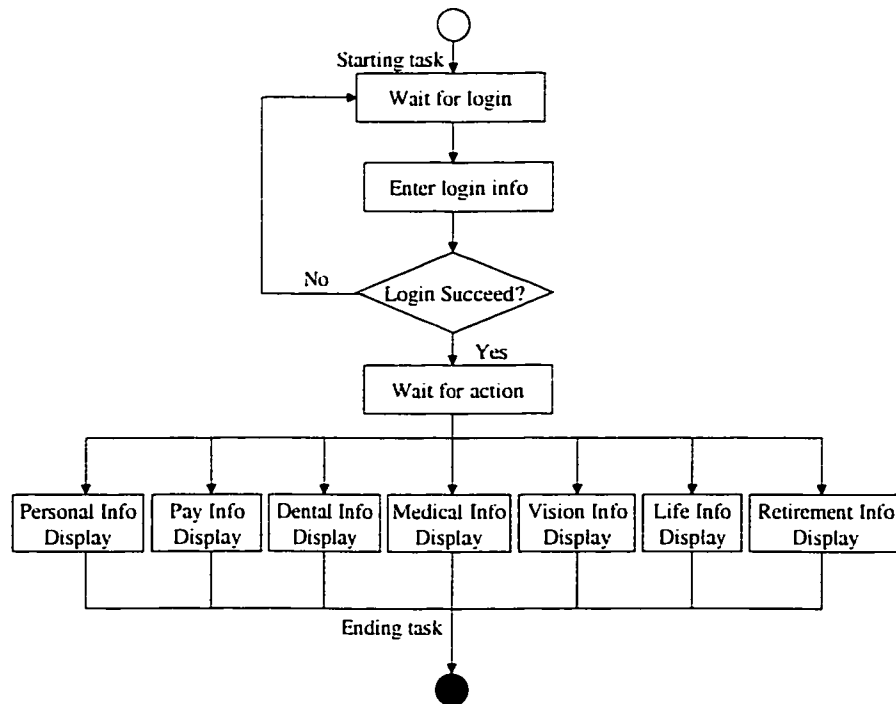 Starting task
Wait for login
Enter login info
No
Login Succeed?
Yes
Wait for action
Personal Info
Display
Pay Info
Display
Dental Info
Display
Medical Info
Display
Vision Info
Display
Life Info
Display
Retirement Info
Display
Ending task